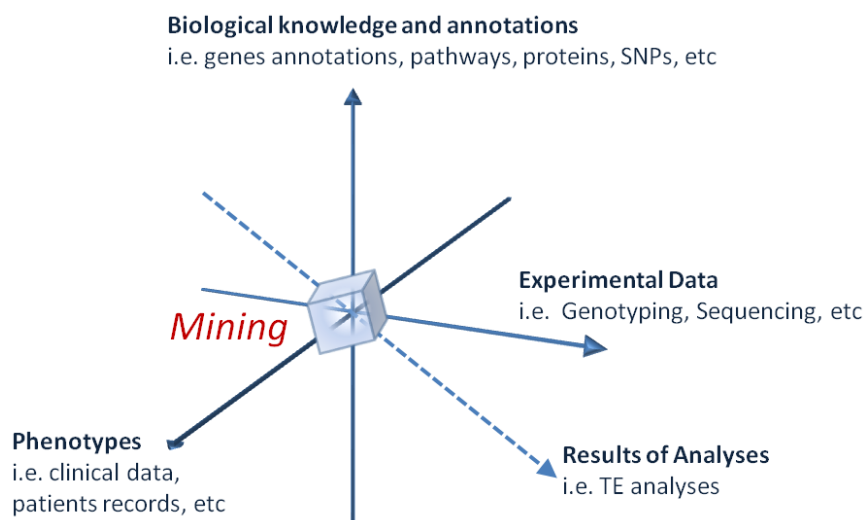 Biological knowledge and annotations
i.e. genes annotations, pathways, proteins, SNPs, etc
Experimental Data
i.e. Genotyping, Sequencing, etc
Mining
Phenotypes
i.e. clinical data,
patients records, etc
Results of Analyses
i.e. TE analyses